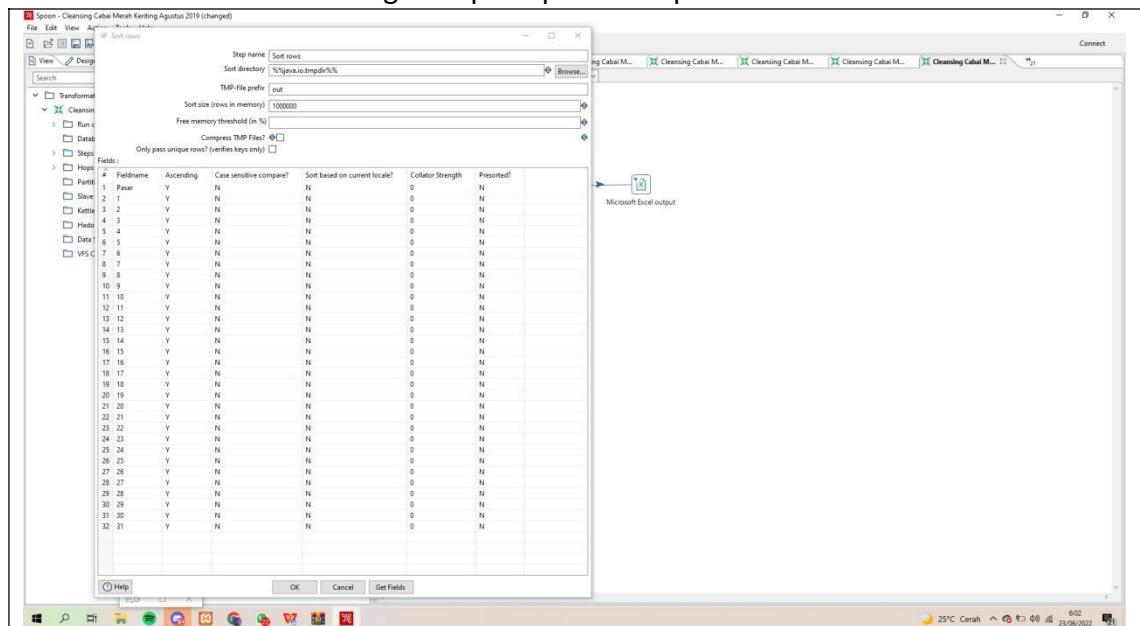 Spoon - Cleansing Cabai Merah Keriting Agustus 2019 (changed)
File Edit View
Connect
View Desig
Search
Transformat
Cleansin
Run c
Datab
Steps
Hops
Partiti
Slave
Kettle
Hado
Data S
VFS C
Sort rows
Step name Sort rows
Sort directory %%java.io.tmpdir%% Browse...
TMP-file prefix out
Sort size (rows in memory) 1000000
Free memory threshold (in %)
Compress TMP Files?
Only pass unique rows? (verifies keys only)
Fields :
# Fieldname Ascending Case sensitive compare? Sort based on current locale? Collator Strength Presorted?
1 Pasar Y N N 0 N
2 1 Y N N 0 N
3 2 Y N N 0 N
4 3 Y N N 0 N
5 4 Y N N 0 N
6 5 Y N N 0 N
7 6 Y N N 0 N
8 7 Y N N 0 N
9 8 Y N N 0 N
10 9 Y N N 0 N
11 10 Y N N 0 N
12 11 Y N N 0 N
13 12 Y N N 0 N
14 13 Y N N 0 N
15 14 Y N N 0 N
16 15 Y N N 0 N
17 16 Y N N 0 N
18 17 Y N N 0 N
19 18 Y N N 0 N
20 19 Y N N 0 N
21 20 Y N N 0 N
22 21 Y N N 0 N
23 22 Y N N 0 N
24 23 Y N N 0 N
25 24 Y N N 0 N
26 25 Y N N 0 N
27 26 Y N N 0 N
28 27 Y N N 0 N
29 28 Y N N 0 N
30 29 Y N N 0 N
31 30 Y N N 0 N
32 31 Y N N 0 N
Help OK Cancel Get Fields
ng Cabai M... Cleansing Cabai M... Cleansing Cabai M... Cleansing Cabai M... Cleansing Cabai M... 21
Microsoft Excel output
25°C Cerah 6:02
23/06/2022